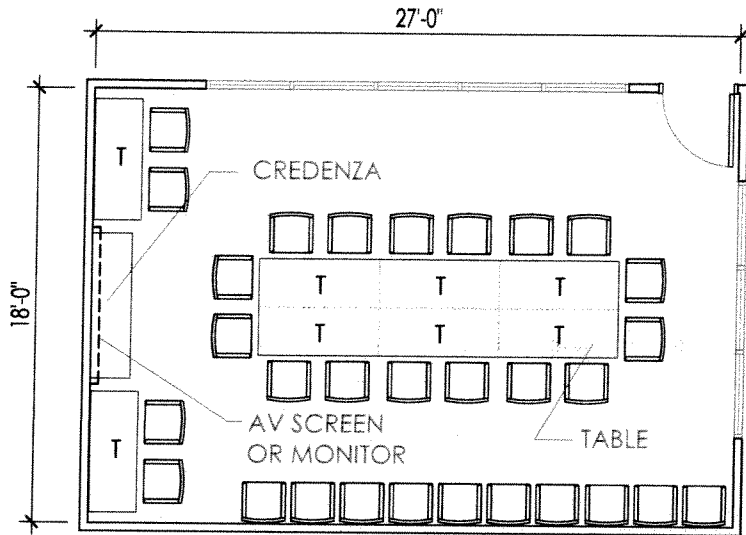 27'-0"
18'-0"
T
CREDENZA
T T T
T T T
T
AV SCREEN
OR MONITOR
TABLE